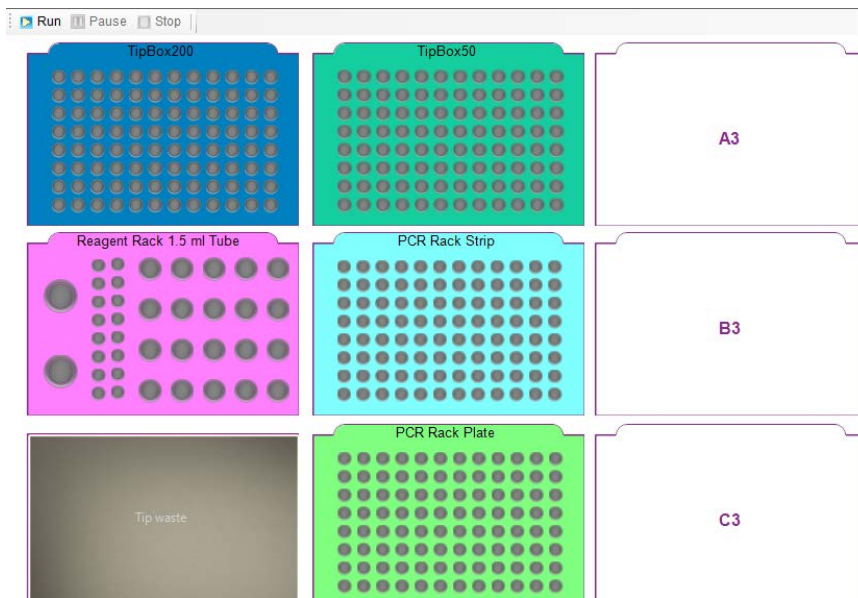 Run Pause Stop
TipBox200 TipBox50
A3
Reagent Rack 1.5 ml Tube PCR Rack Strip
B3
PCR Rack Plate
Tip waste
C3